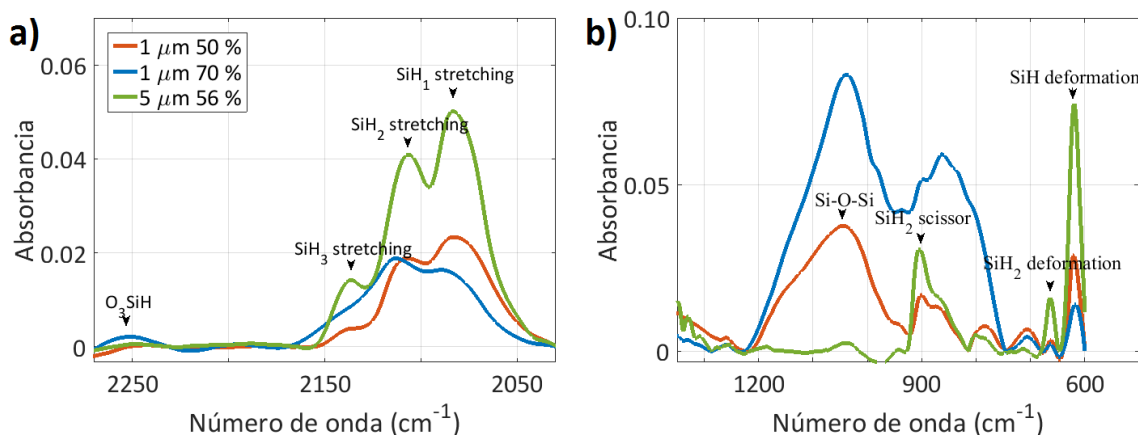 a)
1 μm 50 %
1 μm 70 %
5 μm 56 %
SiH₁ stretching
SiH₂ stretching
SiH₃ stretching
O₃SiH
0.06
0.04
0.02
0
2250
2150
2050
Absorbancia
Número de onda (cm⁻¹)
b)
SiH deformation
Si-O-Si
SiH₂ scissor
SiH₂ deformation
0.10
0.05
0
1200
900
600
Absorbancia
Número de onda (cm⁻¹)